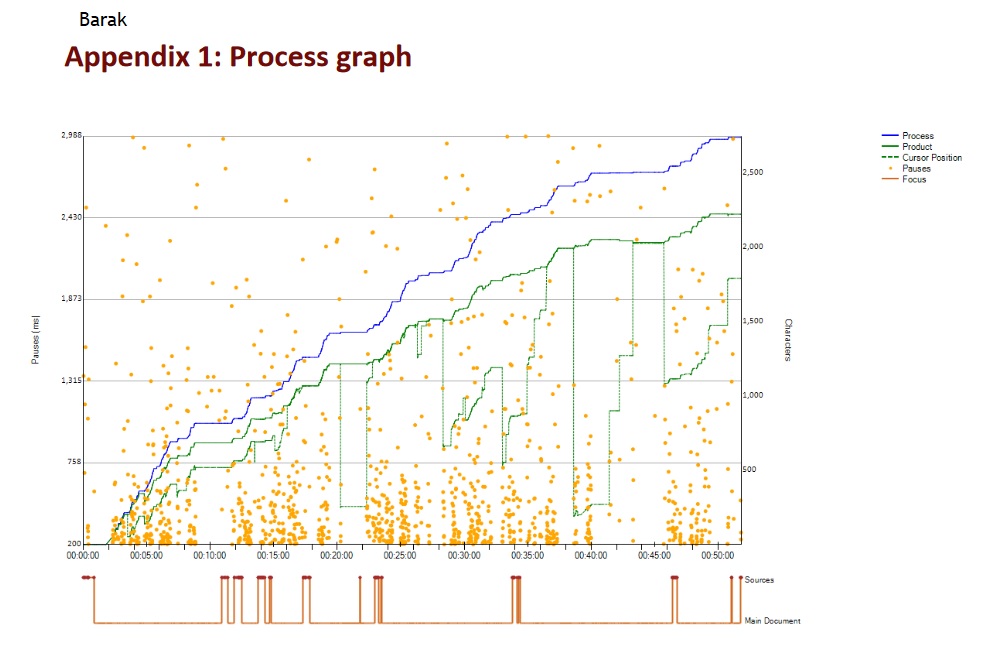 Barak
Appendix 1: Process graph
2,988
2,430
1,873
1,315
758
200
Pauses (ms)
2,500
2,000
1,500
1,000
500
Characters
00:00:00 00:05:00 00:10:00 00:15:00 00:20:00 00:25:00 00:30:00 00:35:00 00:40:00 00:45:00 00:50:00
Process
Product
Cursor Position
Pauses
Focus
Sources
Main Document